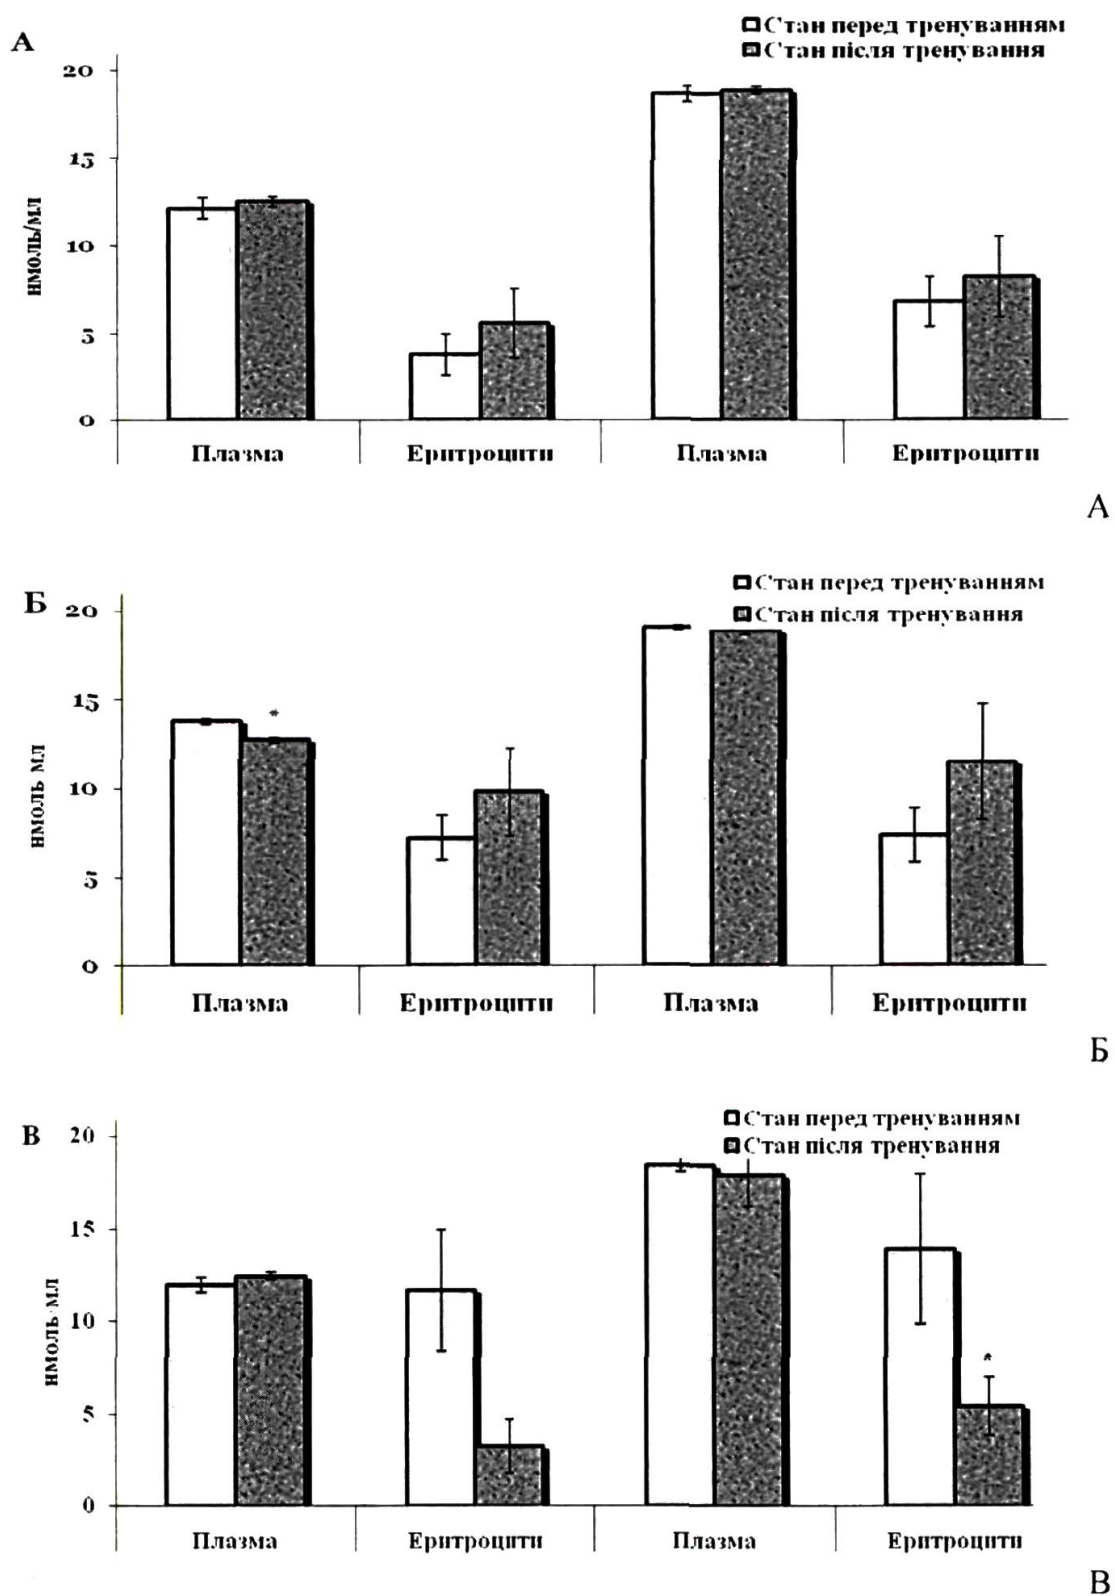 А
Стан перед тренуванням
Стан після тренування
20
15
10
5
0
нмоль/мл
Плазма Еритроцити Плазма Еритроцити
А
Б
Стан перед тренуванням
Стан після тренування
20
15
10
5
0
нмоль мл
*
Плазма Еритроцити Плазма Еритроцити
Б
В
Стан перед тренуванням
Стан після тренування
20
15
10
5
0
нмоль мл
*
Плазма Еритроцити Плазма Еритроцити
В